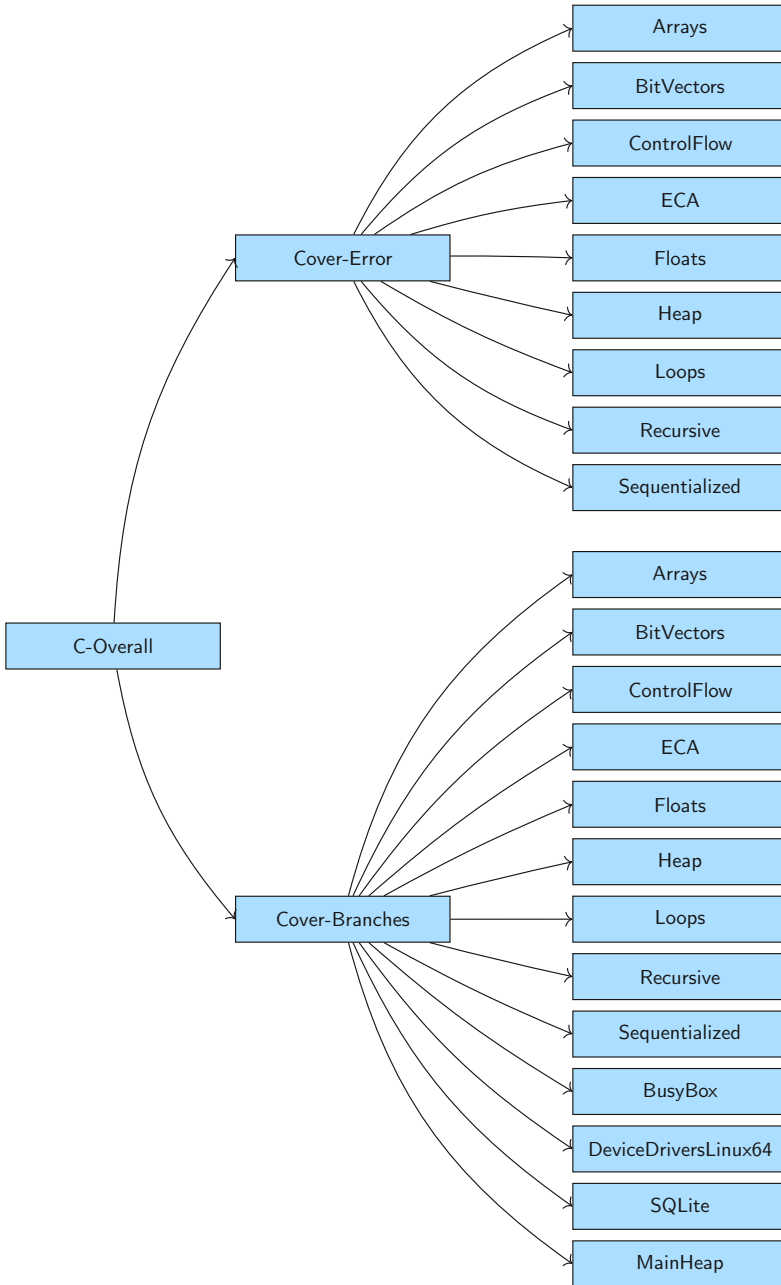 Arrays
BitVectors
ControlFlow
ECA
Cover-Error
Floats
Heap
Loops
Recursive
Sequentialized
Arrays
C-Overall
BitVectors
ControlFlow
ECA
Floats
Heap
Cover-Branches
Loops
Recursive
Sequentialized
BusyBox
DeviceDriversLinux64
SQLite
MainHeap